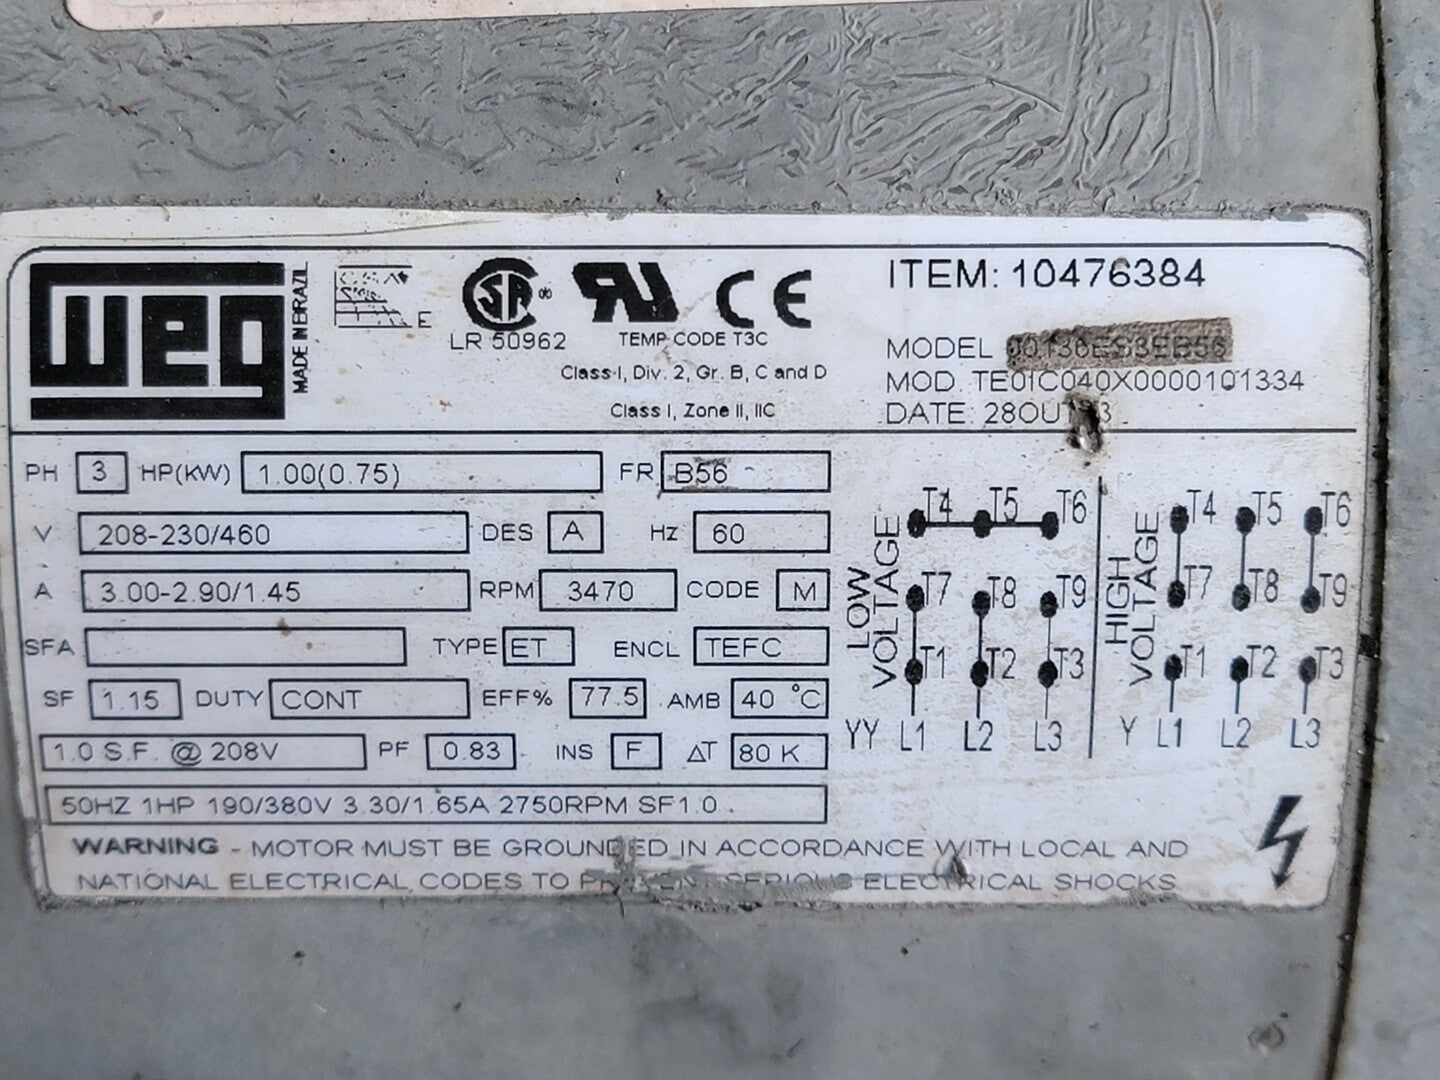 WEG
MADE IN BRAZIL
E
LR 50962
TEMP CODE T3C
Class I, Div. 2, Gr. B, C and D
Class I, Zone II, IIC
ITEM: 10476384
MODEL
MOD. TE01C040X0000101334
DATE: 28OU
PH 3 HP(KW) 1.00(0.75) FR B56
V 208-230/460 DES A Hz 60
A 3.00-2.90/1.45 RPM 3470 CODE M
SFA TYPE ET ENCL TEFC
SF 1.15 DUTY CONT EFF% 77.5 AMB 40 °C
1.0 S.F. @ 208V PF 0.83 INS F ΔT 80 K
50HZ 1HP 190/380V 3.30/1.65A 2750RPM SF1.0
LOW VOLTAGE
T4 T5 T6
T7 T8 T9
T1 T2 T3
YY L1 L2 L3
HIGH VOLTAGE
T4 T5 T6
T7 T8 T9
T1 T2 T3
Y L1 L2 L3
WARNING - MOTOR MUST BE GROUNDED IN ACCORDANCE WITH LOCAL AND
NATIONAL ELECTRICAL CODES TO PREVENT SERIOUS ELECTRICAL SHOCKS